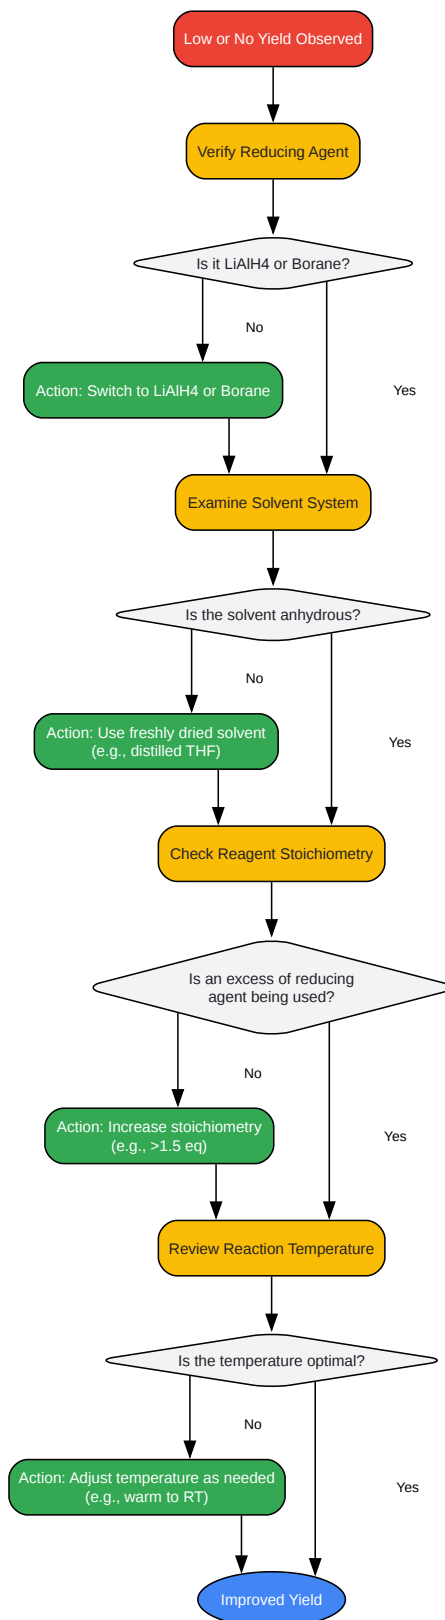 Low or No Yield Observed
Verify Reducing Agent
Is it LiAlH4 or Borane?
No
Action: Switch to LiAlH4 or Borane
Yes
Examine Solvent System
Is the solvent anhydrous?
No
Action: Use freshly dried solvent
(e.g., distilled THF)
Yes
Check Reagent Stoichiometry
Is an excess of reducing
agent being used?
No
Action: Increase stoichiometry
(e.g., >1.5 eq)
Yes
Review Reaction Temperature
Is the temperature optimal?
No
Action: Adjust temperature as needed
(e.g., warm to RT)
Yes
Improved Yield